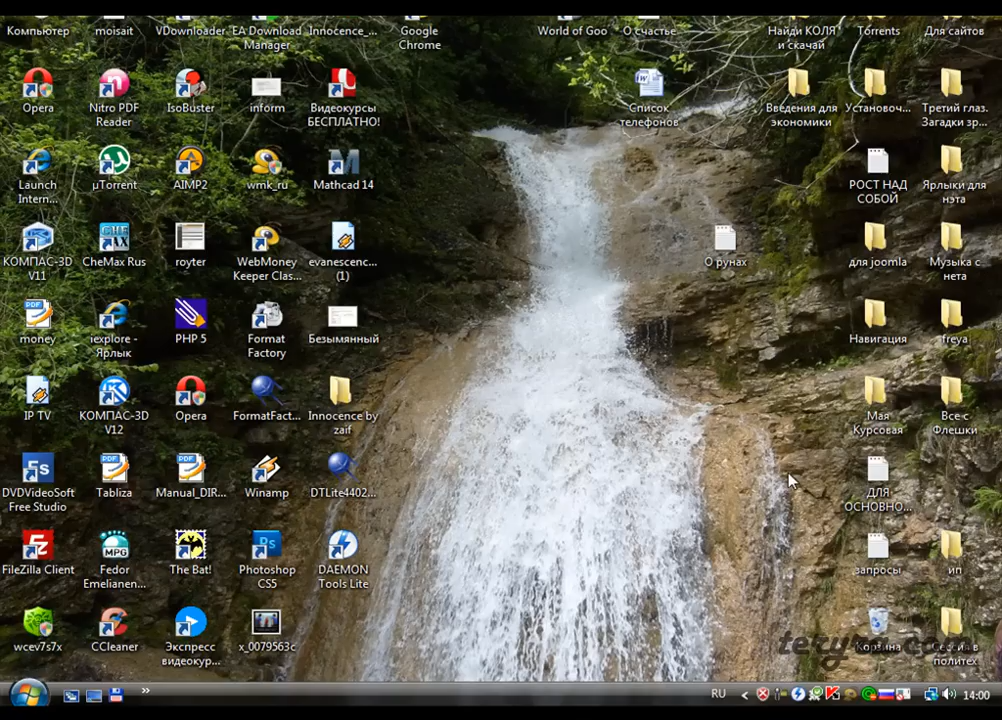 Компьютер
moisait
VDownloader
EA Download
Manager
Innocence_...
Google
Chrome
World of Goo
О счастье
Найди КОЛЯ
и скачай
Torrents
Для сайтов
Opera
Nitro PDF
Reader
IsoBuster
inform
Видеокурсы
БЕСПЛАТНО!
Список
телефонов
Введения для
экономики
Установоч...
Третий глаз.
Загадки зр...
Launch
Intern...
µTorrent
AIMP2
wmk_ru
Mathcad 14
РОСТ НАД
СОБОЙ
Ярлыки для
нэта
КОМПАС-3D
V11
CheMax Rus
royter
WebMoney
Keeper Clas...
evanescenc...
(1)
О рунах
для joomla
Музыка с
нета
money
iexplore -
Ярлык
PHP 5
Format
Factory
Безымянный
Навигация
freya
IP TV
КОМПАС-3D
V12
Opera
FormatFact...
Innocence by
zaif
Мая
Курсовая
Все с
Флешки
DVDVideoSoft
Free Studio
Tabliza
Manual_DIR...
Winamp
DTLite4402...
ДЛЯ
ОСНОВНО...
FileZilla Client
Fedor
Emelianen...
The Bat!
Photoshop
CS5
DAEMON
Tools Lite
запросы
ип
wcev7s7x
CCleaner
Экспресс
видеокур...
x_0079563c
Корзина
Сессия в
политех
teryra.com
RU
14:00